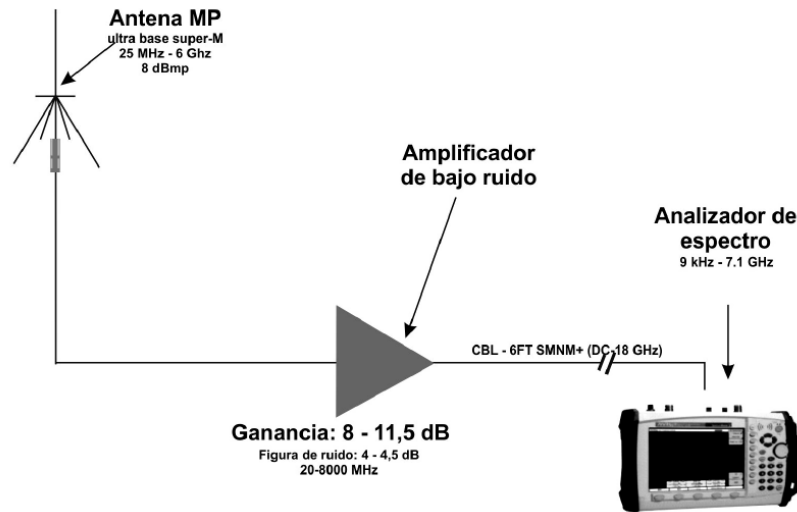 Antena MP
ultra base super-M
25 MHz - 6 Ghz
8 dBmp
Amplificador
de bajo ruido
Analizador de
espectro
9 kHz - 7.1 GHz
CBL - 6FT SMNM+ (DC-18 GHz)
Ganancia: 8 - 11,5 dB
Figura de ruido: 4 - 4,5 dB
20-8000 MHz